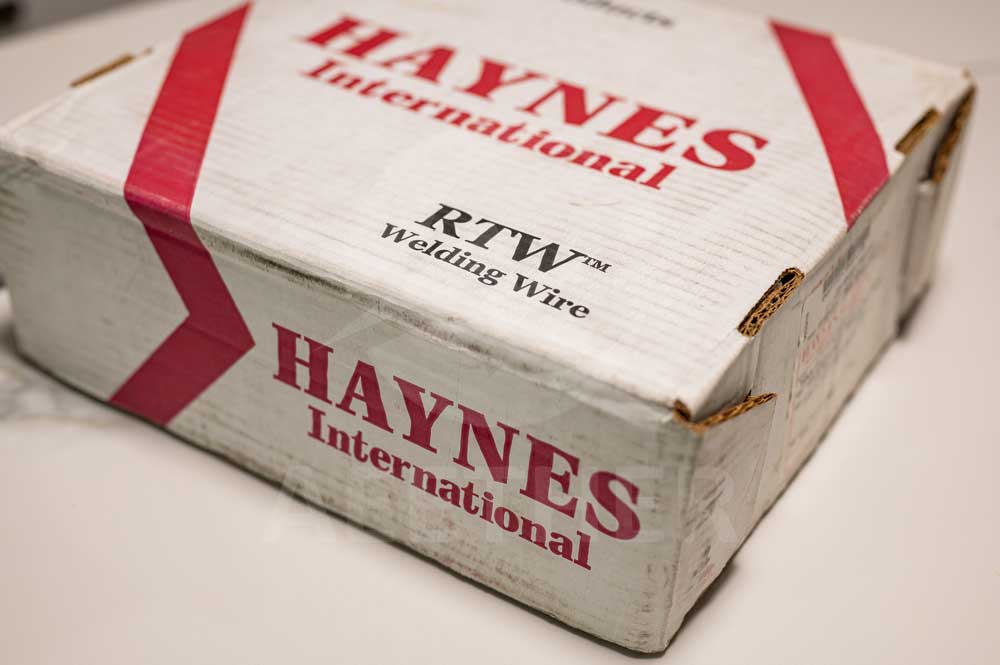 HAYNES
International
RTW™
Welding Wire
HAYNES
International